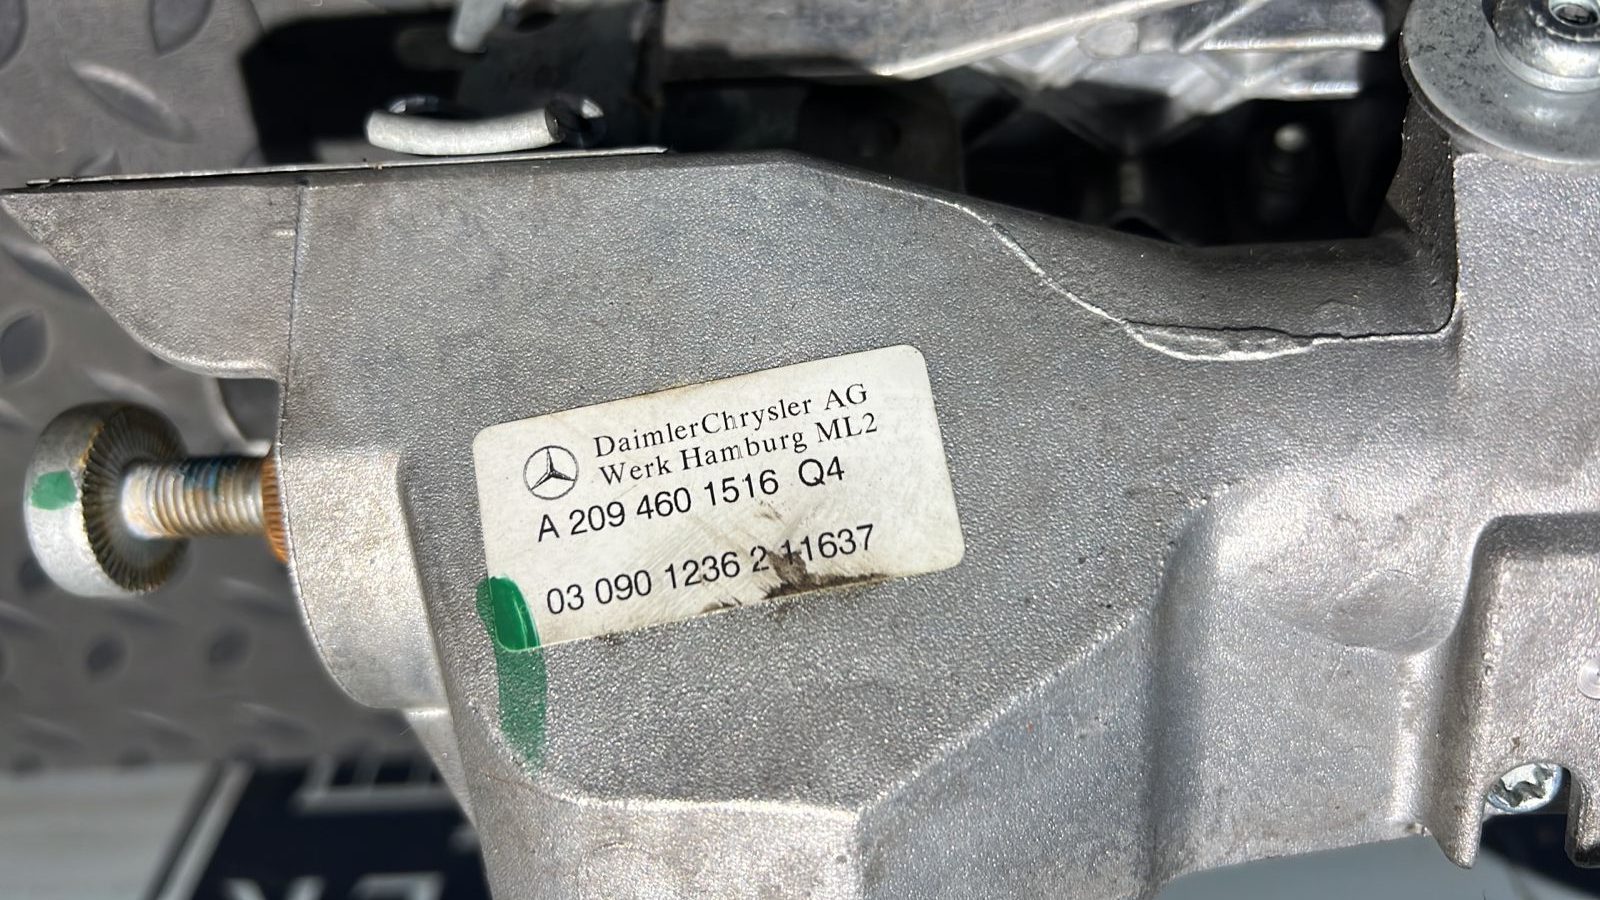 DaimlerChrysler AG
Werk Hamburg ML2
A 209 460 1516 Q4
03 090 1236 2 11637